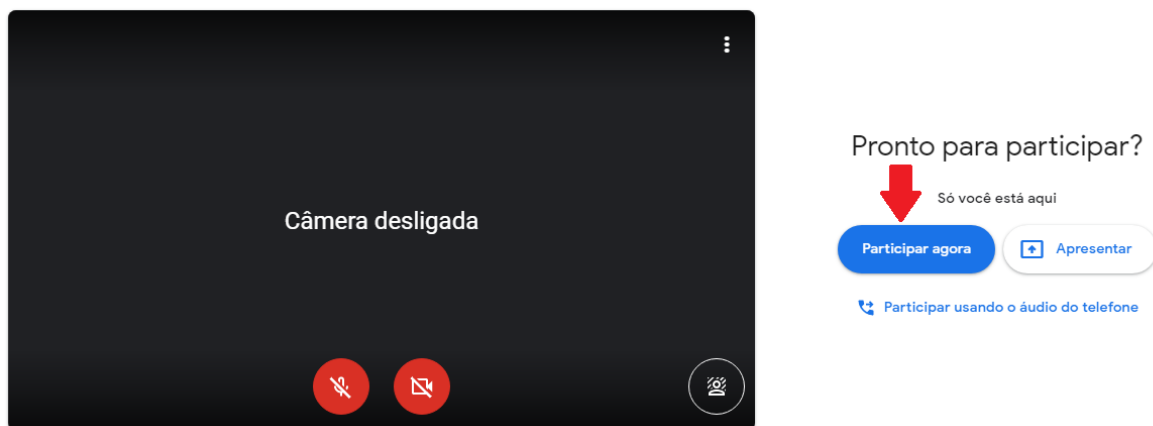 Câmera desligada
Pronto para participar?
Só você está aqui
Participar agora
Apresentar
Participar usando o áudio do telefone